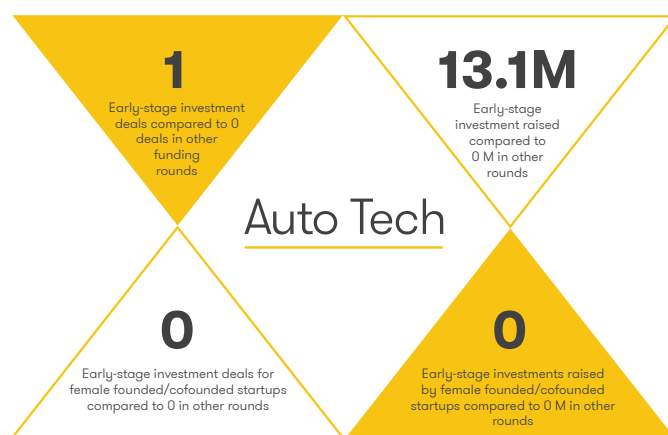 1
Early-stage investment
deals compared to 0
deals in other
funding
rounds
13.1M
Early-stage
investment raised
compared to
0 M in other
rounds
Auto Tech
0
Early-stage investment deals for
female founded/cofounded startups
compared to 0 in other rounds
0
Early-stage investments raised
by female founded/cofounded
startups compared to 0 M in other
rounds